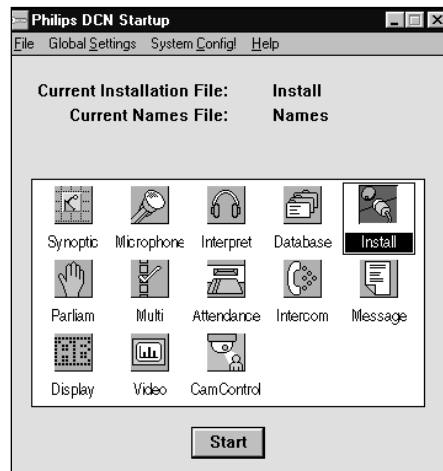 Philips DCN Startup
File Global Settings System Config! Help
Current Installation File: Install
Current Names File: Names
Synoptic Microphone Interpret Database Install
Parliam Multi Attendance Intercom Message
Display Video CamControl
Start